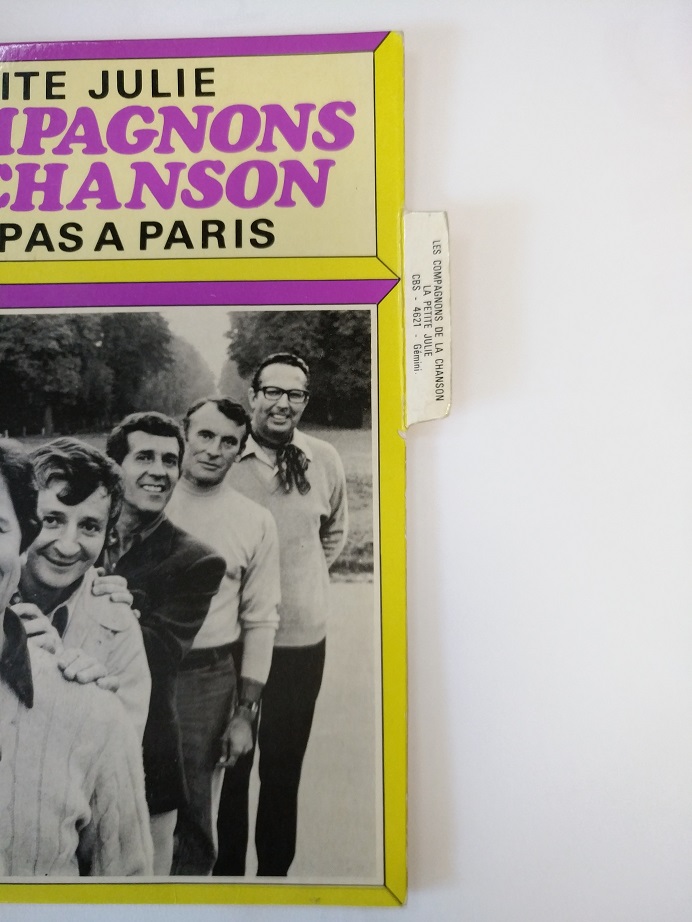 ITE JULIE
MPAGNONS
CHANSON
PAS A PARIS
LES COMPAGNONS DE LA CHANSON
LA PETITE JULIE
CBS - 4621 - Gémini.